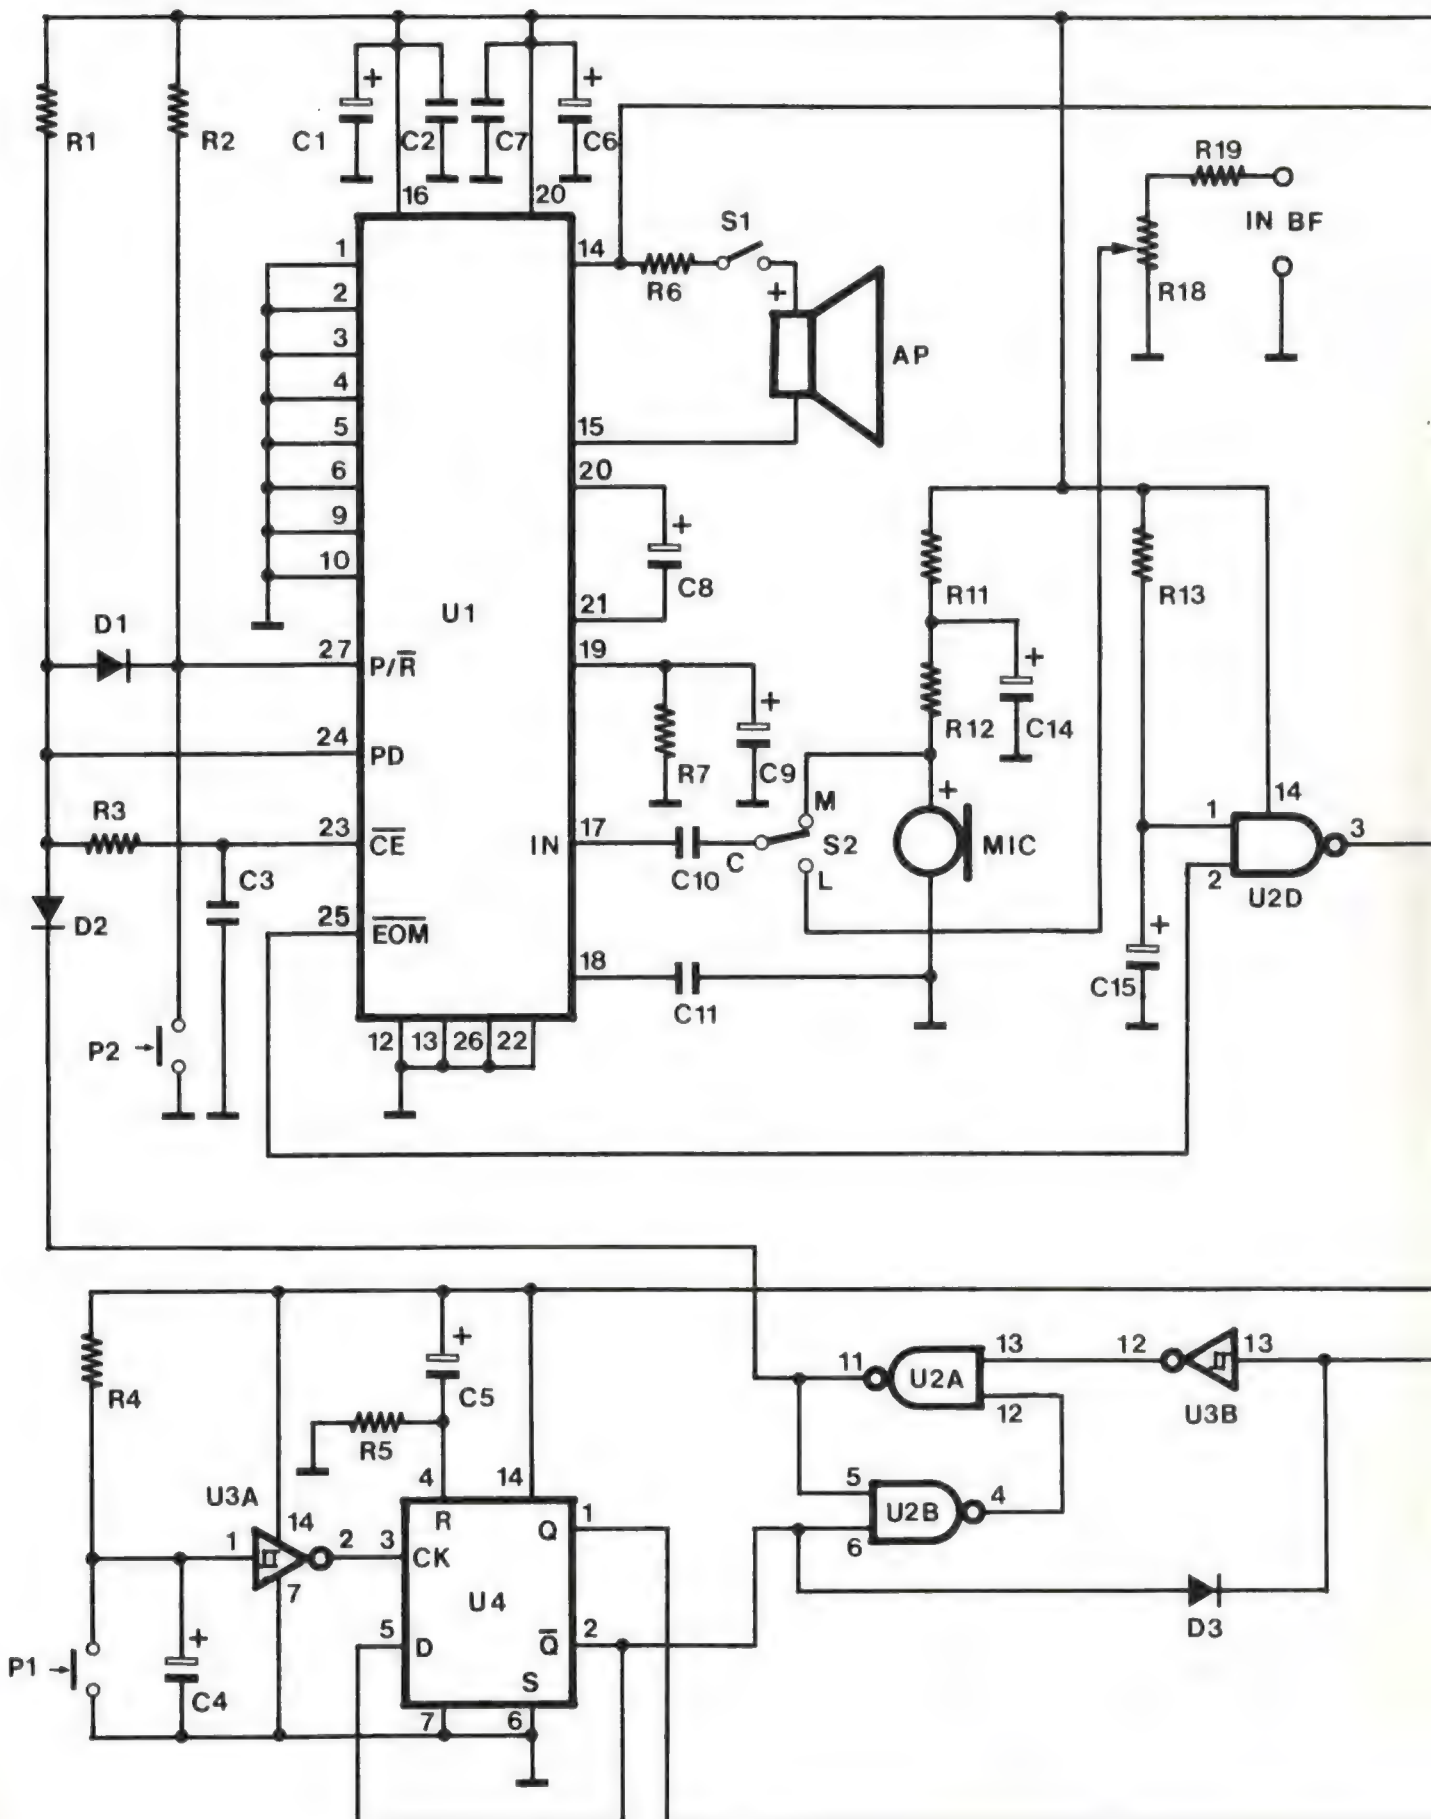 R1
R2
+
C1
C2
C7
+
C6
16
20
R19
IN BF
R18
S1
14
R6
+
AP
1
2
3
4
5
6
9
10
U1
15
20
+
C8
21
D1
27
P/R̅
19
R7
+
C9
24
PD
R3
23
C̅E̅
C3
D2
25
E̅O̅M̅
IN
17
C10
C
M
S2
L
18
C11
R11
+
R12
C14
+
MIC
R13
14
1
2
3
U2D
+
C15
P2
12
13
26
22
R4
+
C5
R5
4
14
U3A
14
1
2
7
3
R
CK
U4
Q
1
5
D
Q̅
2
S
7
6
P1
+
C4
11
U2A
13
12
12
13
U3B
5
U2B
4
6
D3